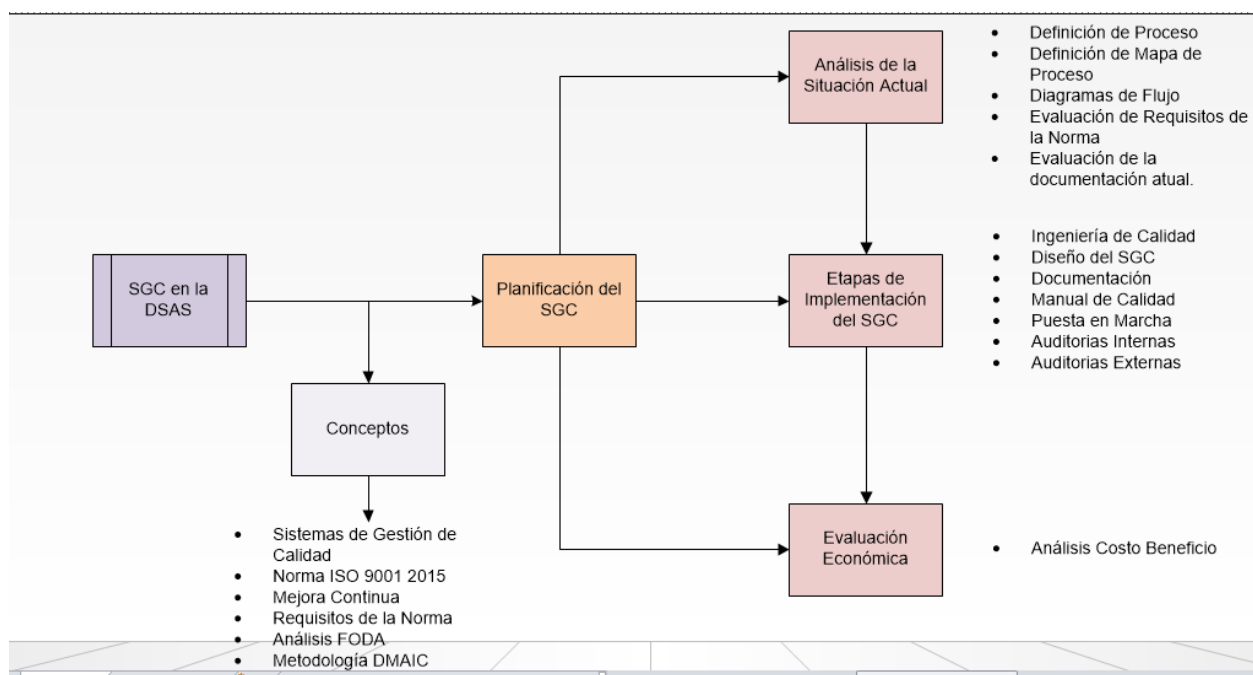 Análisis de la
Situación Actual
• Definición de Proceso
• Definición de Mapa de
Proceso
• Diagramas de Flujo
• Evaluación de Requisitos de
la Norma
• Evaluación de la
documentación atual.
SGC en la
DSAS
Planificación del
SGC
Etapas de
Implementación
del SGC
• Ingeniería de Calidad
• Diseño del SGC
• Documentación
• Manual de Calidad
• Puesta en Marcha
• Auditorias Internas
• Auditorias Externas
Conceptos
• Sistemas de Gestión de
Calidad
• Norma ISO 9001 2015
• Mejora Continua
• Requisitos de la Norma
• Análisis FODA
• Metodología DMAIC
Evaluación
Económica
• Análisis Costo Beneficio